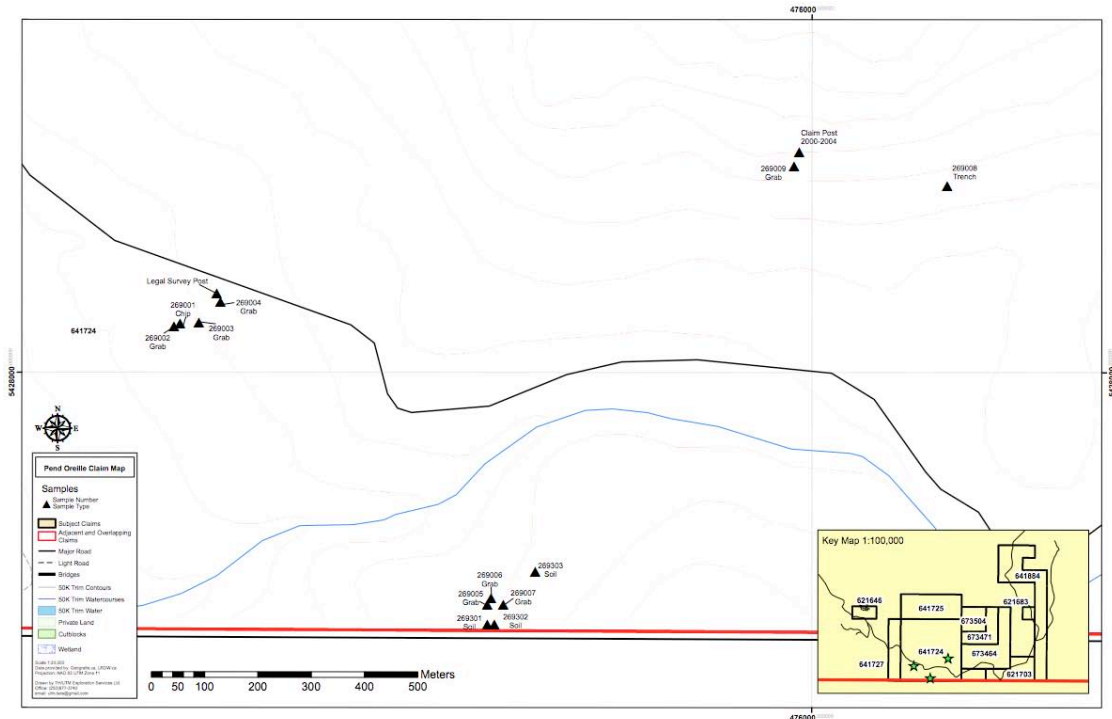 476000
Claim Post
2006-2004
269009
Grab
269008
Trench
Legal Survey Post
269004
Grab
269001
Chip
269003
Grab
269002
Grab
641724
5428000
5428000
N
W
E
S
Pend Oreille Claim Map
Samples
Sample Number
Sample Type
Subject Claims
Adjacent and Overlapping
Claims
Major Road
Light Road
Bridges
50K Trim Contours
50K Trim Watercourses
50K Trim Water
Private Land
Cutblocks
Wetland
269303
Soil
269006
Grab
269005
Grab
269007
Grab
269301
Soil
269302
Soil
0 50 100 200 300 400 500
Meters
Key Map 1:100,000
641884
621646
641725
621683
673504
673471
641724
673464
641727
621703
476000